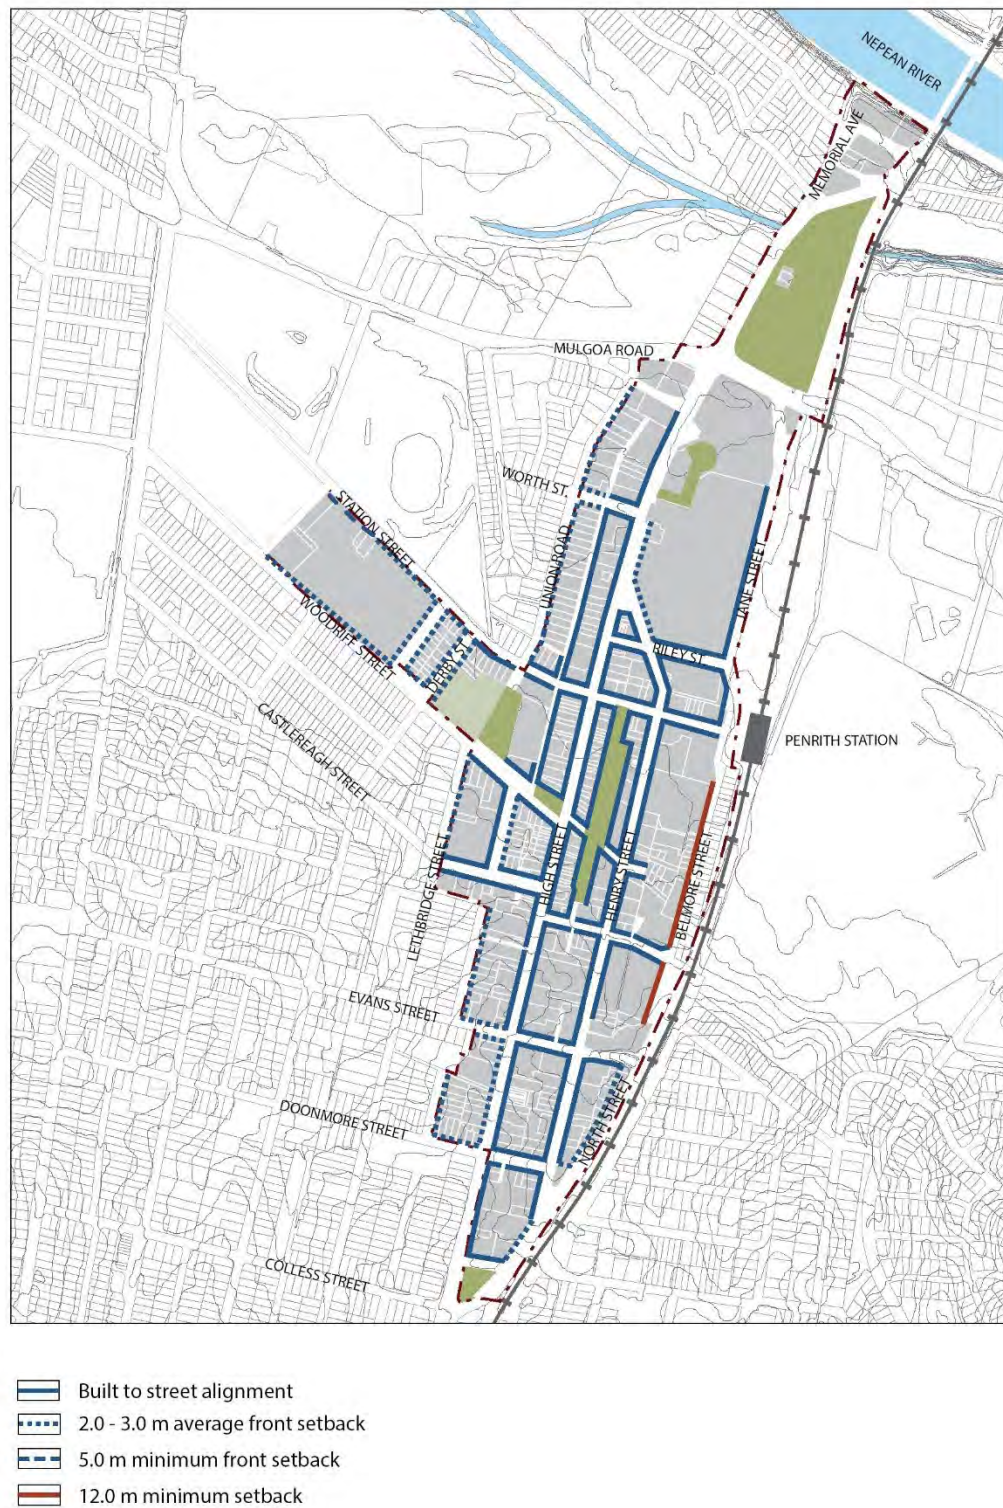 NEPEAN RIVER
MEMORIAL AVE
MULGOA ROAD
WORTH ST.
STATION STREET
UNION ROAD
JANE STREET
WOODRIFF STREET
DERBY ST.
RILEY ST.
CASTLEREAGH STREET
PENRITH STATION
LETHBRIDGE STREET
HIGH STREET
HENRY STREET
BELMORE STREET
EVANS STREET
DOONMORE STREET
NORTH STREET
COLLESS STREET
Built to street alignment
2.0 - 3.0 m average front setback
5.0 m minimum front setback
12.0 m minimum setback